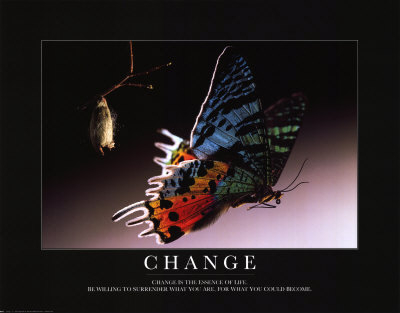 CHANGE
CHANGE IS THE ESSENCE OF LIFE.
BE WILLING TO SURRENDER WHAT YOU ARE, FOR WHAT YOU COULD BECOME.